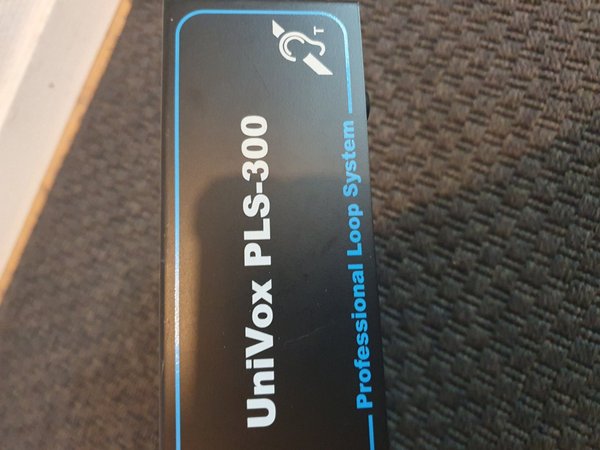 T
UniVox PLS-300
Professional Loop System